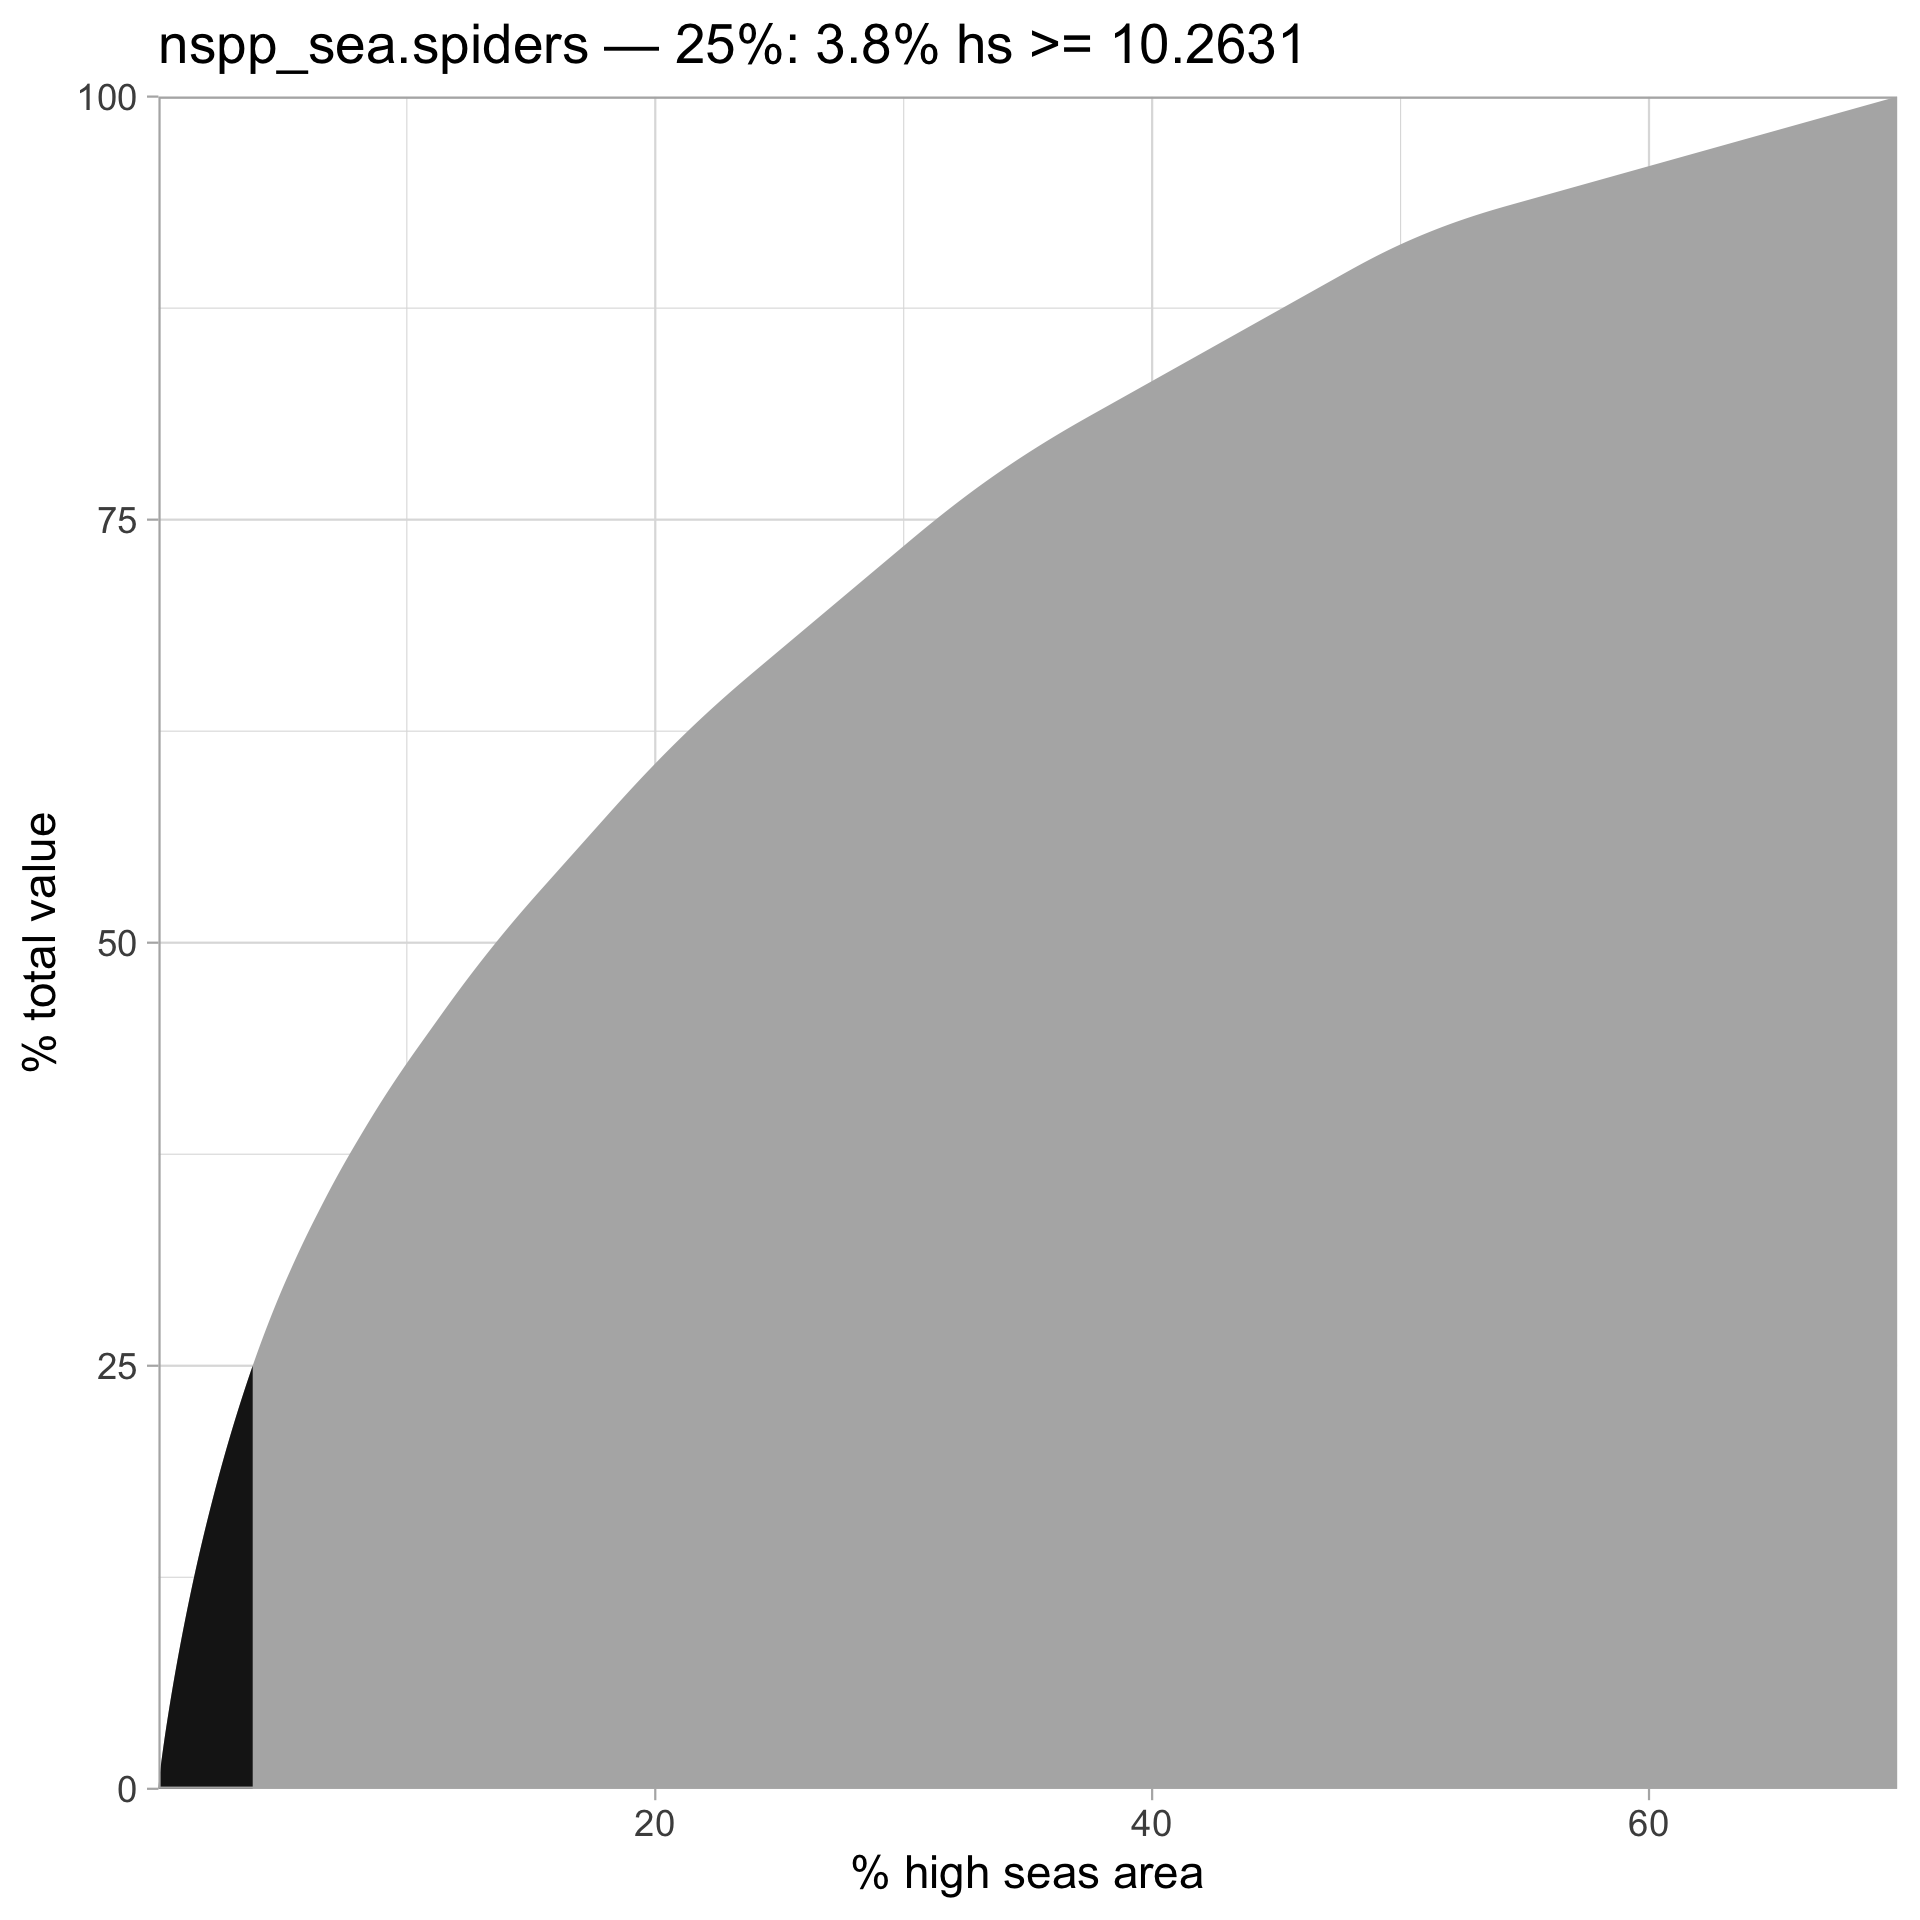 nspp_sea.spiders — 25%: 3.8% hs >= 10.2631
100
75
50
25
0
% total value
20 40 60
% high seas area